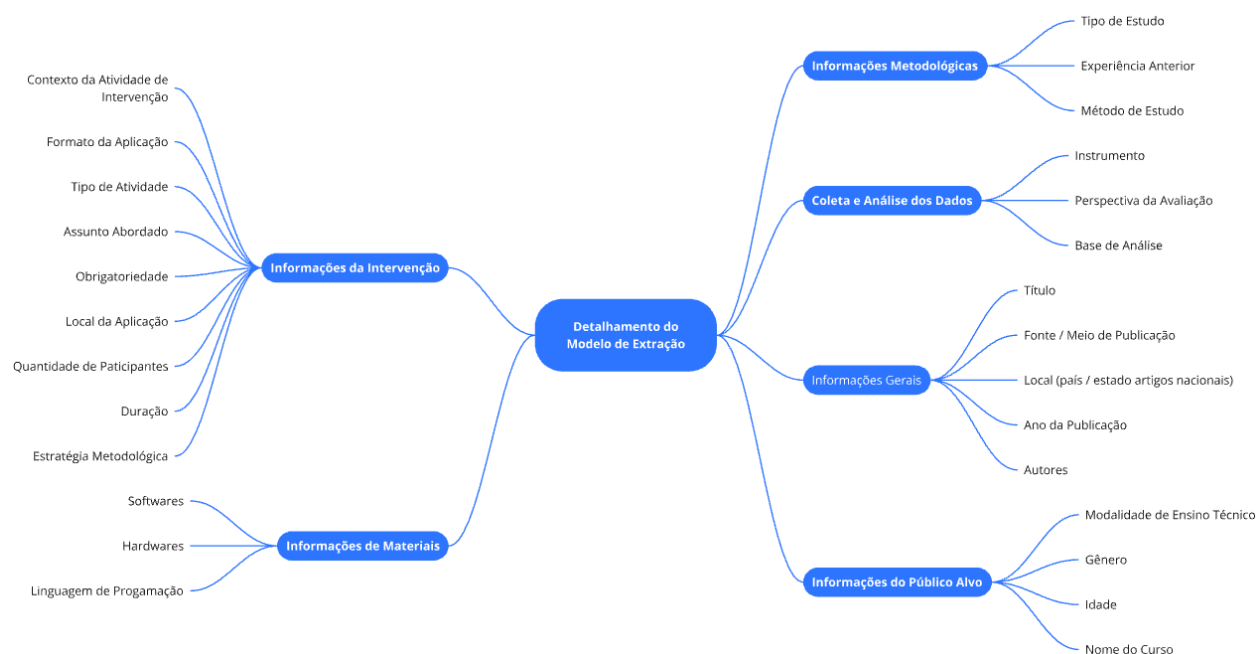 Detalhamento do
Modelo de Extração
Informações da Intervenção
Contexto da Atividade de
Intervenção
Formato da Aplicação
Tipo de Atividade
Assunto Abordado
Obrigatoriedade
Local da Aplicação
Quantidade de Paticipantes
Duração
Estratégia Metodológica
Informações de Materiais
Softwares
Hardwares
Linguagem de Progamação
Informações Metodológicas
Tipo de Estudo
Experiência Anterior
Método de Estudo
Coleta e Análise dos Dados
Instrumento
Perspectiva da Avaliação
Base de Análise
Informações Gerais
Título
Fonte / Meio de Publicação
Local (país / estado artigos nacionais)
Ano da Publicação
Autores
Informações do Público Alvo
Modalidade de Ensino Técnico
Gênero
Idade
Nome do Curso